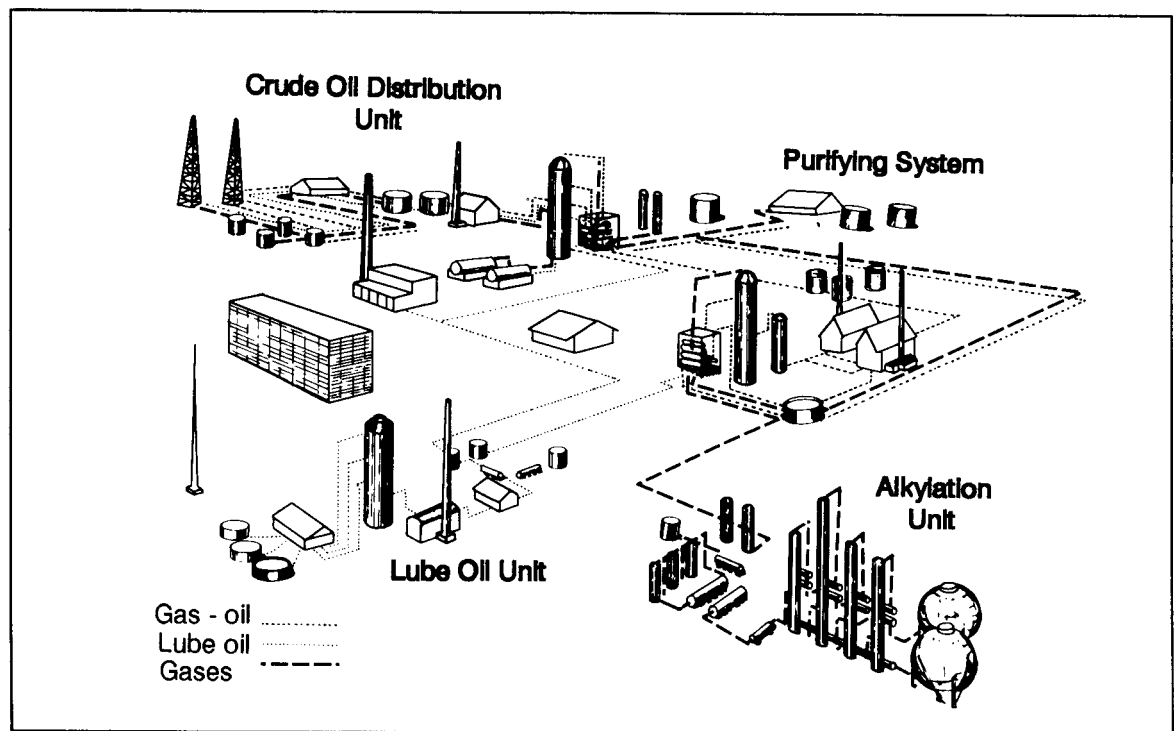 Crude Oil Distribution
Unit
Purifying System
Alkylation
Unit
Lube Oil Unit
Gas - oil
Lube oil
Gases